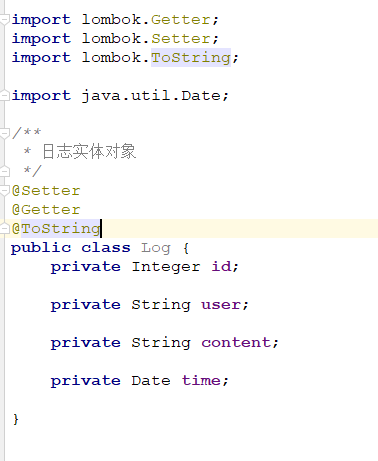 import lombok.Getter;
import lombok.Setter;
import lombok.ToString;
import java.util.Date;
/**
* 日志实体对象
*/
@Setter
@Getter
@ToString
public class Log {
private Integer id;
private String user;
private String content;
private Date time;
}